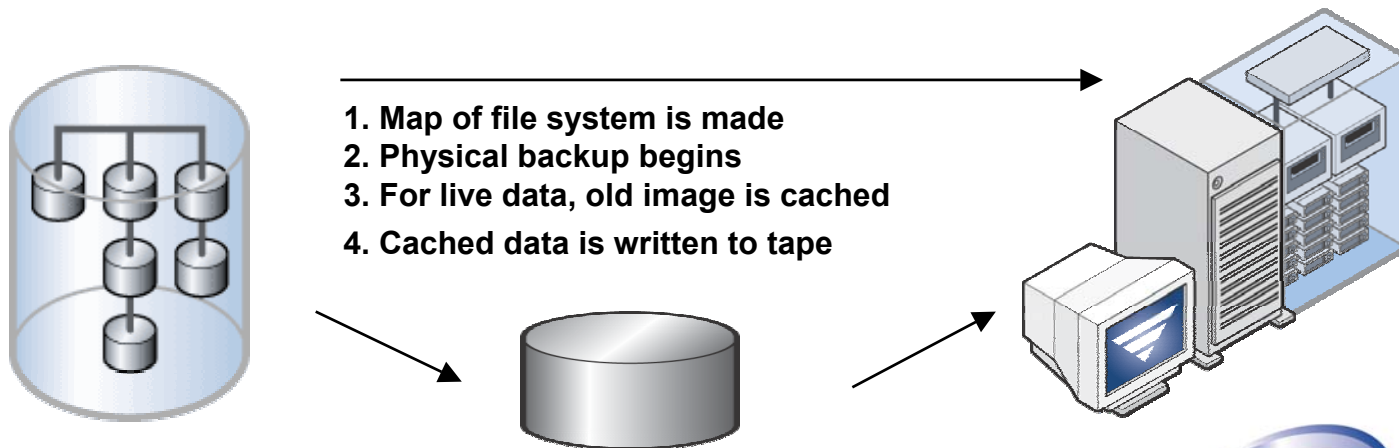 1. Map of file system is made
2. Physical backup begins
3. For live data, old image is cached
4. Cached data is written to tape